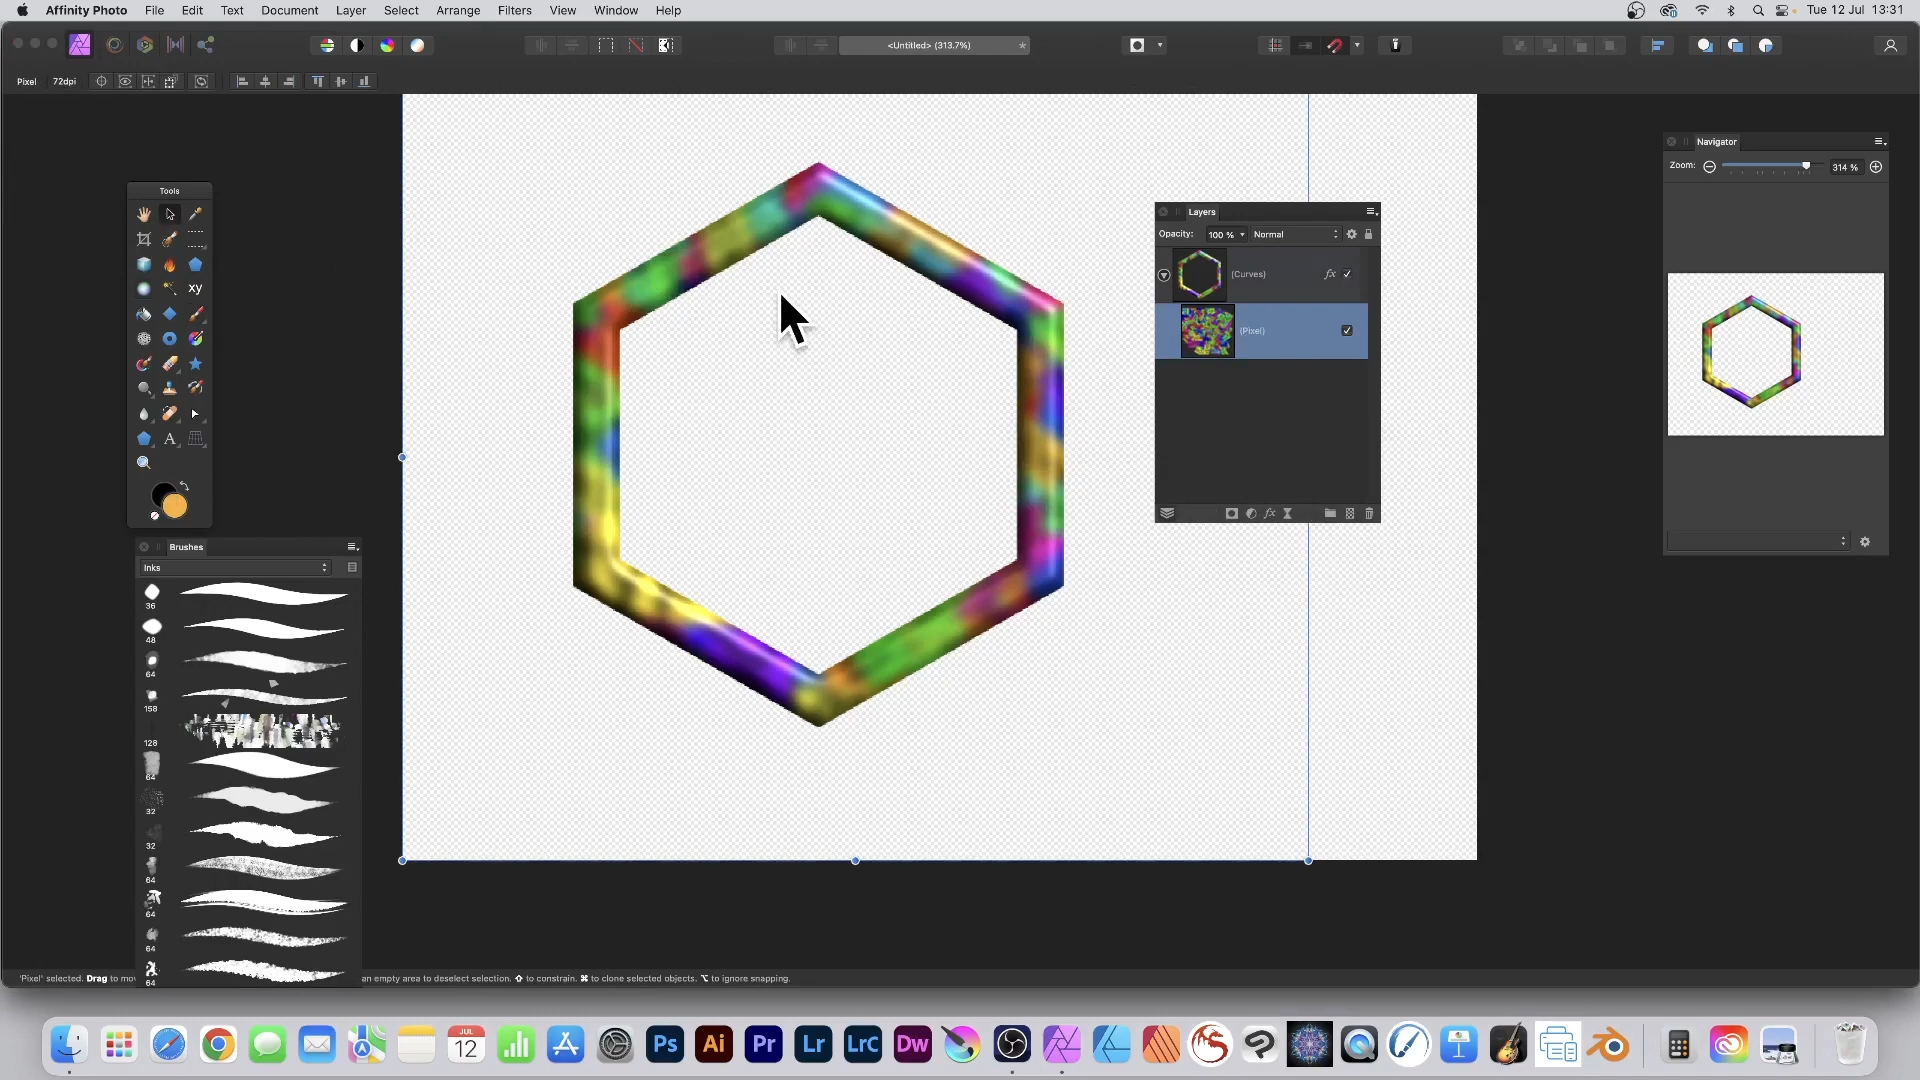 Affinity Photo File Edit Text Document Layer Select Arrange Filters View Window Help Tue 12 Jul 13:31
<Untitled> (313.7%)
Pixel 72dpi
Tools
xy
A
Brushes
Inks
36
48
64
158
128
64
32
32
64
64
64
64
Layers
Opacity: 100 % Normal
(Curves) fx
(Pixel)
fx
Navigator
Zoom: 314 %
'Pixel' selected. Drag to mov an empty area to deselect selection. ⇧ to constrain. ⌘ to clone selected objects. ⌥ to ignore snapping.
JUL
12
Ps Ai Pr Lr LrC Dw